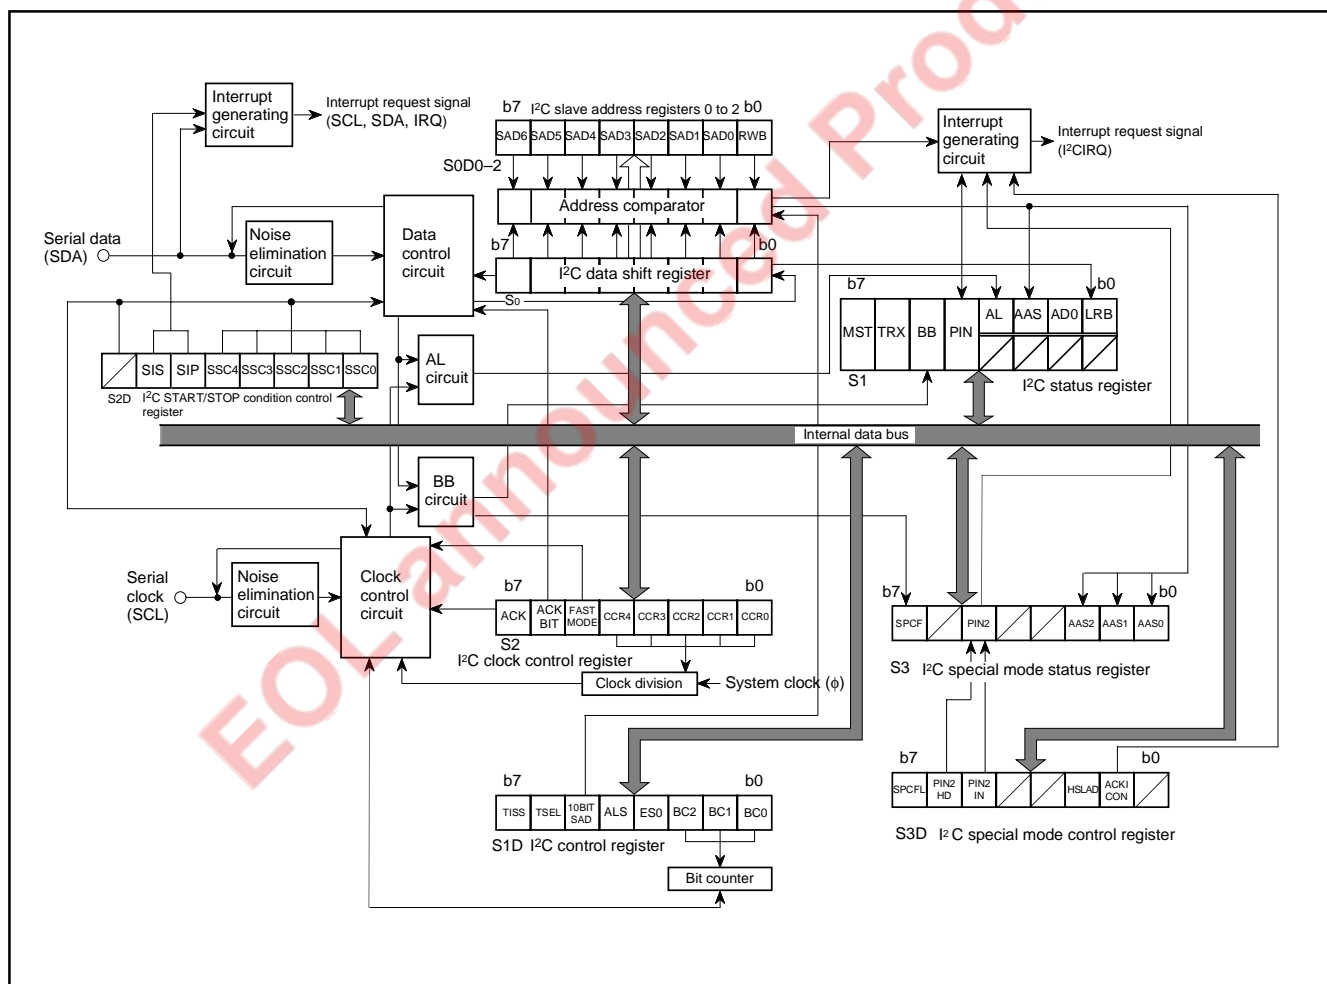 EOL announced Prod
Interrupt generating circuit
Interrupt request signal (SCL, SDA, IRQ)
b7 I²C slave address registers 0 to 2 b0
SAD6 SAD5 SAD4 SAD3 SAD2 SAD1 SAD0 RWB
S0D0–2
Address comparator
Interrupt generating circuit
Interrupt request signal (I²CIRQ)
Serial data (SDA)
Noise elimination circuit
Data control circuit
b7 b0
I²C data shift register
S0
b7 b0
MST TRX BB PIN AL AAS AD0 LRB
S1
I²C status register
SIS SIP SSC4 SSC3 SSC2 SSC1 SSC0
S2D I²C START/STOP condition control register
AL circuit
Internal data bus
BB circuit
Serial clock (SCL)
Noise elimination circuit
Clock control circuit
b7 b0
ACK ACK BIT FAST MODE CCR4 CCR3 CCR2 CCR1 CCR0
S2
I²C clock control register
Clock division
System clock (ϕ)
b7 b0
SPCF PIN2 AAS2 AAS1 AAS0
S3 I²C special mode status register
b7 b0
TISS TSEL 10BIT SAD ALS ES0 BC2 BC1 BC0
S1D I²C control register
Bit counter
b7 b0
SPCFL PIN2 HD PIN2 IN HSLAD ACKI CON
S3D I² C special mode control register